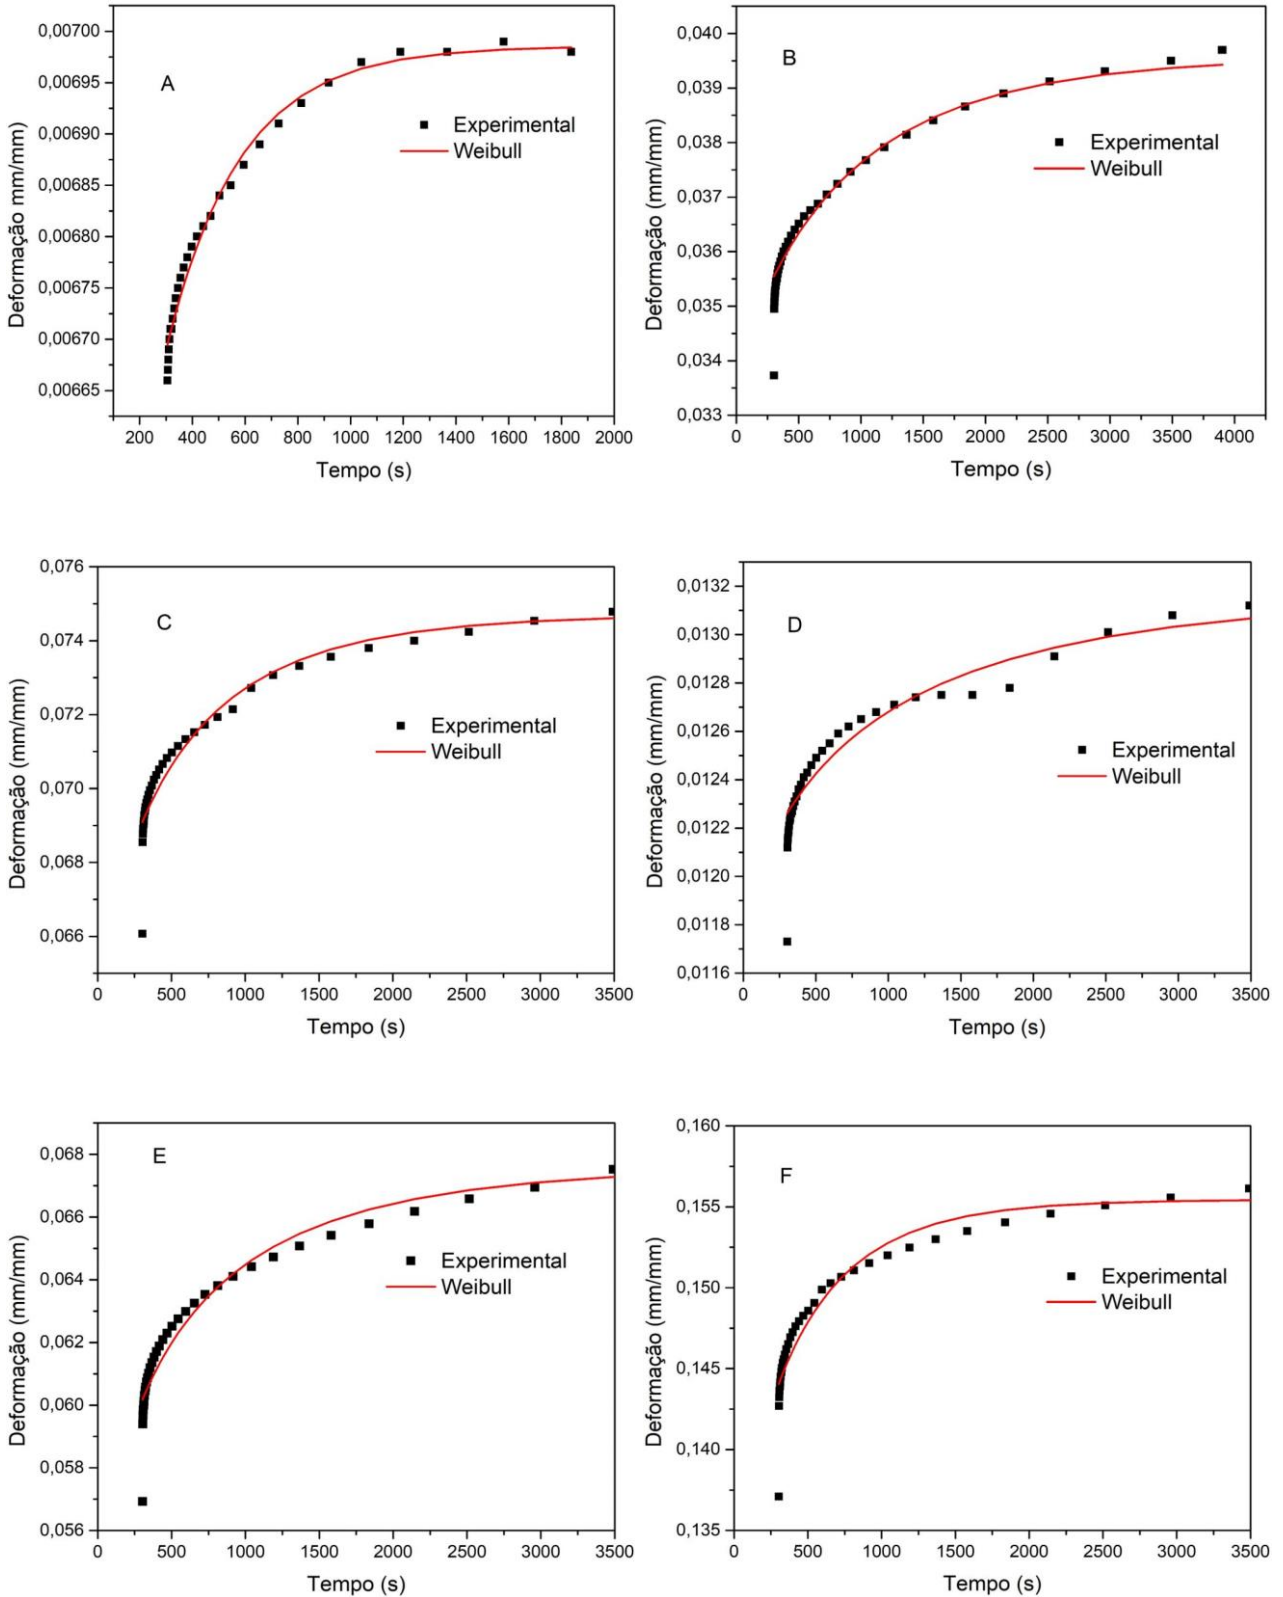 A
0,00700
0,00695
0,00690
0,00685
0,00680
0,00675
0,00670
0,00665
Deformação mm/mm)
Experimental
Weibull
200 400 600 800 1000 1200 1400 1600 1800 2000
Tempo (s)
B
0,040
0,039
0,038
0,037
0,036
0,035
0,034
0,033
Deformação (mm/mm)
Experimental
Weibull
0 500 1000 1500 2000 2500 3000 3500 4000
Tempo (s)
C
0,076
0,074
0,072
0,070
0,068
0,066
Deformação (mm/mm)
Experimental
Weibull
0 500 1000 1500 2000 2500 3000 3500
Tempo (s)
D
0,0132
0,0130
0,0128
0,0126
0,0124
0,0122
0,0120
0,0118
0,0116
Deformação (mm/mm)
Experimental
Weibull
0 500 1000 1500 2000 2500 3000 3500
Tempo (s)
E
0,068
0,066
0,064
0,062
0,060
0,058
0,056
Deformação (mm/mm)
Experimental
Weibull
0 500 1000 1500 2000 2500 3000 3500
Tempo (s)
F
0,160
0,155
0,150
0,145
0,140
0,135
Deformação (mm/mm)
Experimental
Weibull
0 500 1000 1500 2000 2500 3000 3500
Tempo (s)